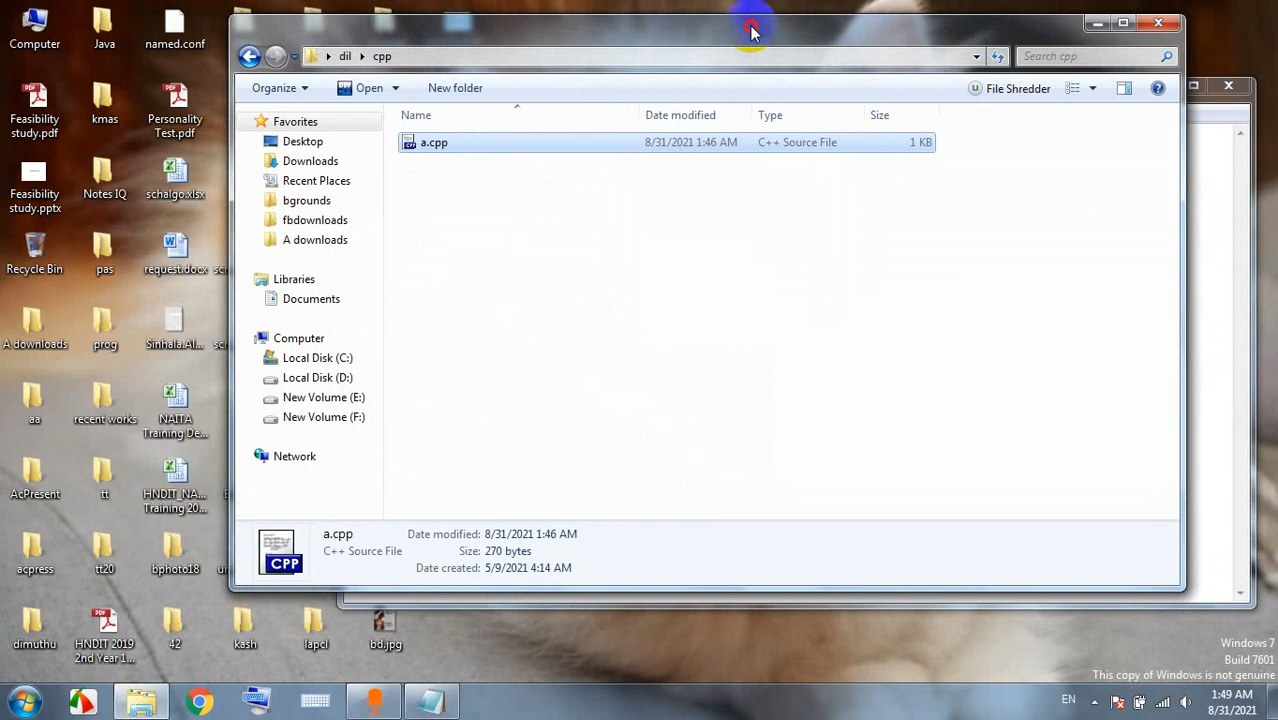 Computer
Java
named.conf
dil
cpp
Search cpp
Organize
Open
New folder
File Shredder
Feasibility
study.pdf
kmas
Personality
Test.pdf
Feasibility
study.pptx
Notes IQ
schalgo.xlsx
Recycle Bin
pas
request.docx
A downloads
prog
Sinhala.Al...
aa
recent works
NAITA
Training De...
AcPresent
tt
HNDIT_NA...
Training 20...
acpress
tt20
bphoto18
dimuthu
HNDIT 2019
2nd Year 1...
42
kash
lapcl
bd.jpg
Favorites
Desktop
Downloads
Recent Places
bgrounds
fbdownloads
A downloads
Libraries
Documents
Computer
Local Disk (C:)
Local Disk (D:)
New Volume (E:)
New Volume (F:)
Network
Name
Date modified
Type
Size
a.cpp
8/31/2021 1:46 AM
C++ Source File
1 KB
CPP
a.cpp
C++ Source File
Date modified: 8/31/2021 1:46 AM
Size: 270 bytes
Date created: 5/9/2021 4:14 AM
Windows 7
Build 7601
This copy of Windows is not genuine
EN
1:49 AM
8/31/2021